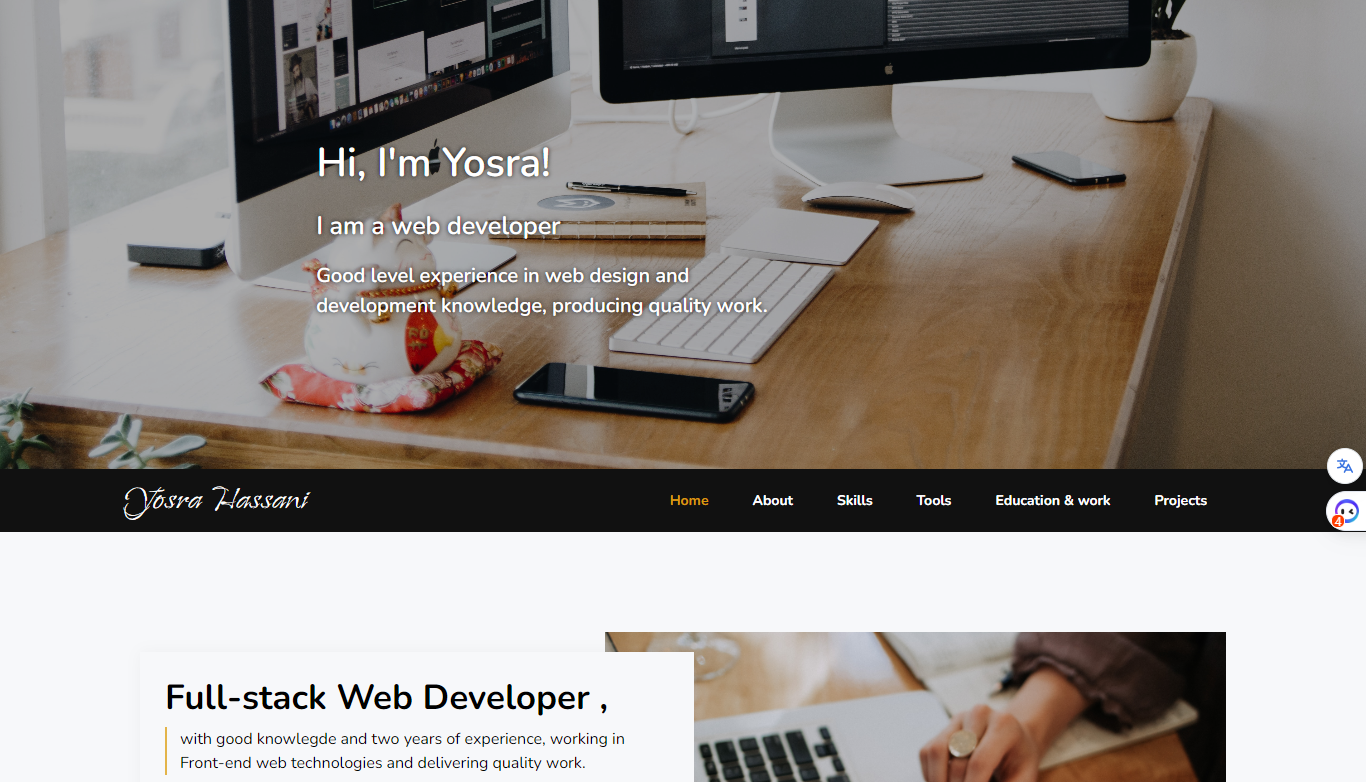 Hi, I'm Yosra!
I am a web developer
Good level experience in web design and
development knowledge, producing quality work.
Yosra Hassani
Home About Skills Tools Education & work Projects
4
Full-stack Web Developer ,
with good knowlegde and two years of experience, working in
Front-end web technologies and delivering quality work.